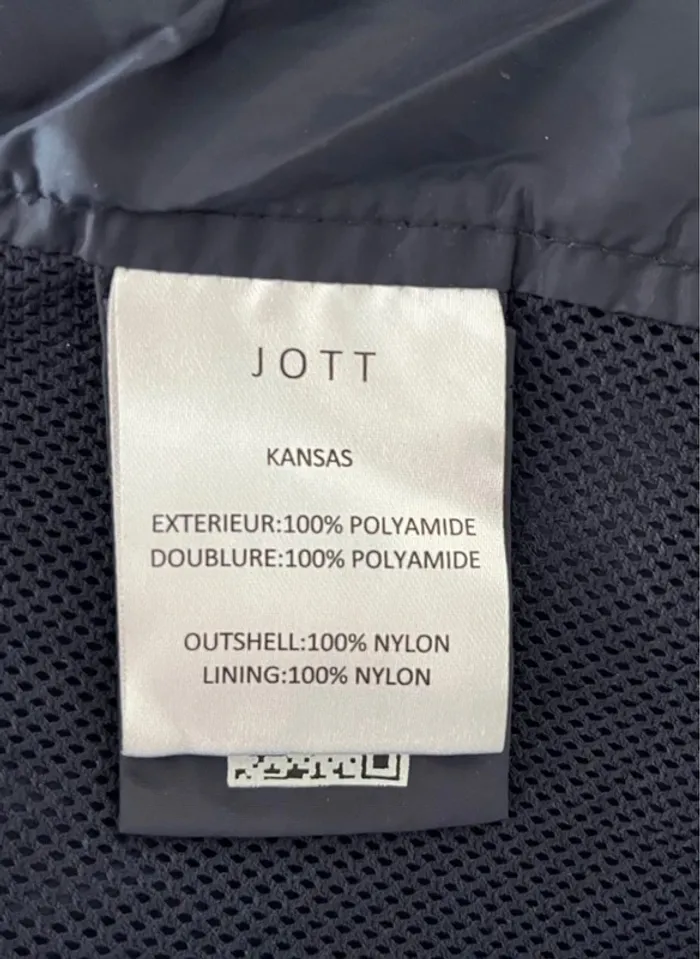 JOTT
KANSAS
EXTERIEUR:100% POLYAMIDE
DOUBLURE:100% POLYAMIDE
OUTSHELL:100% NYLON
LINING:100% NYLON